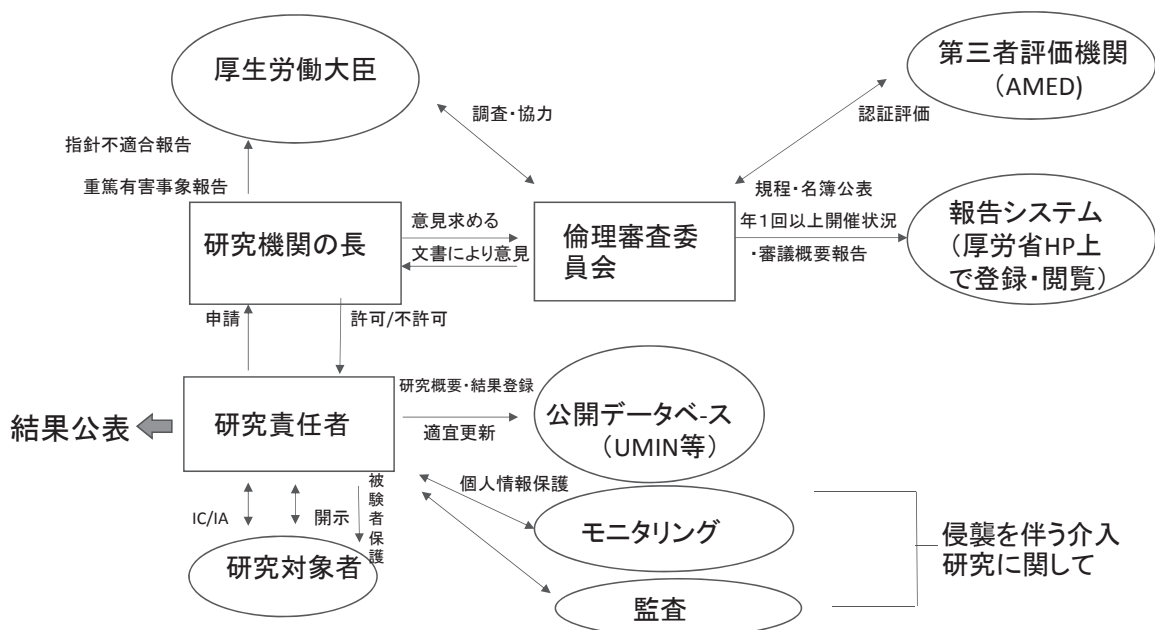 厚生労働大臣
第三者評価機関
(AMED)
調査・協力
認証評価
指針不適合報告
重篤有害事象報告
規程・名簿公表
研究機関の長
意見求める
文書により意見
倫理審査委
員会
年１回以上開催状況
・審議概要報告
報告システム
(厚労省HP上
で登録・閲覧)
申請
許可/不許可
研究概要・結果登録
適宜更新
結果公表
研究責任者
公開データベ-ス
(UMIN等)
個人情報保護
被験者保護
IC/IA
開示
モニタリング
侵襲を伴う介入
研究に関して
研究対象者
監査